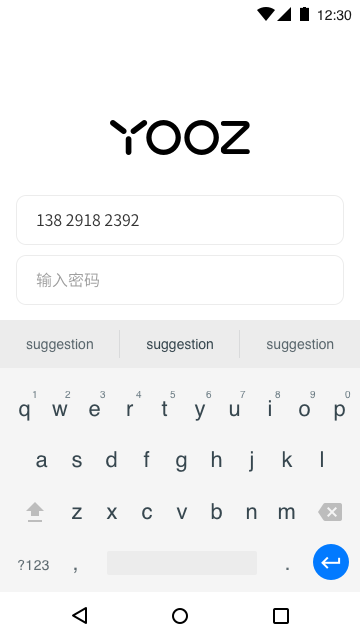 12:30
YOOZ
138 2918 2392
输入密码
suggestion suggestion suggestion
1 2 3 4 5 6 7 8 9 0
q w e r t y u i o p
a s d f g h j k l
z x c v b n m
?123 , .